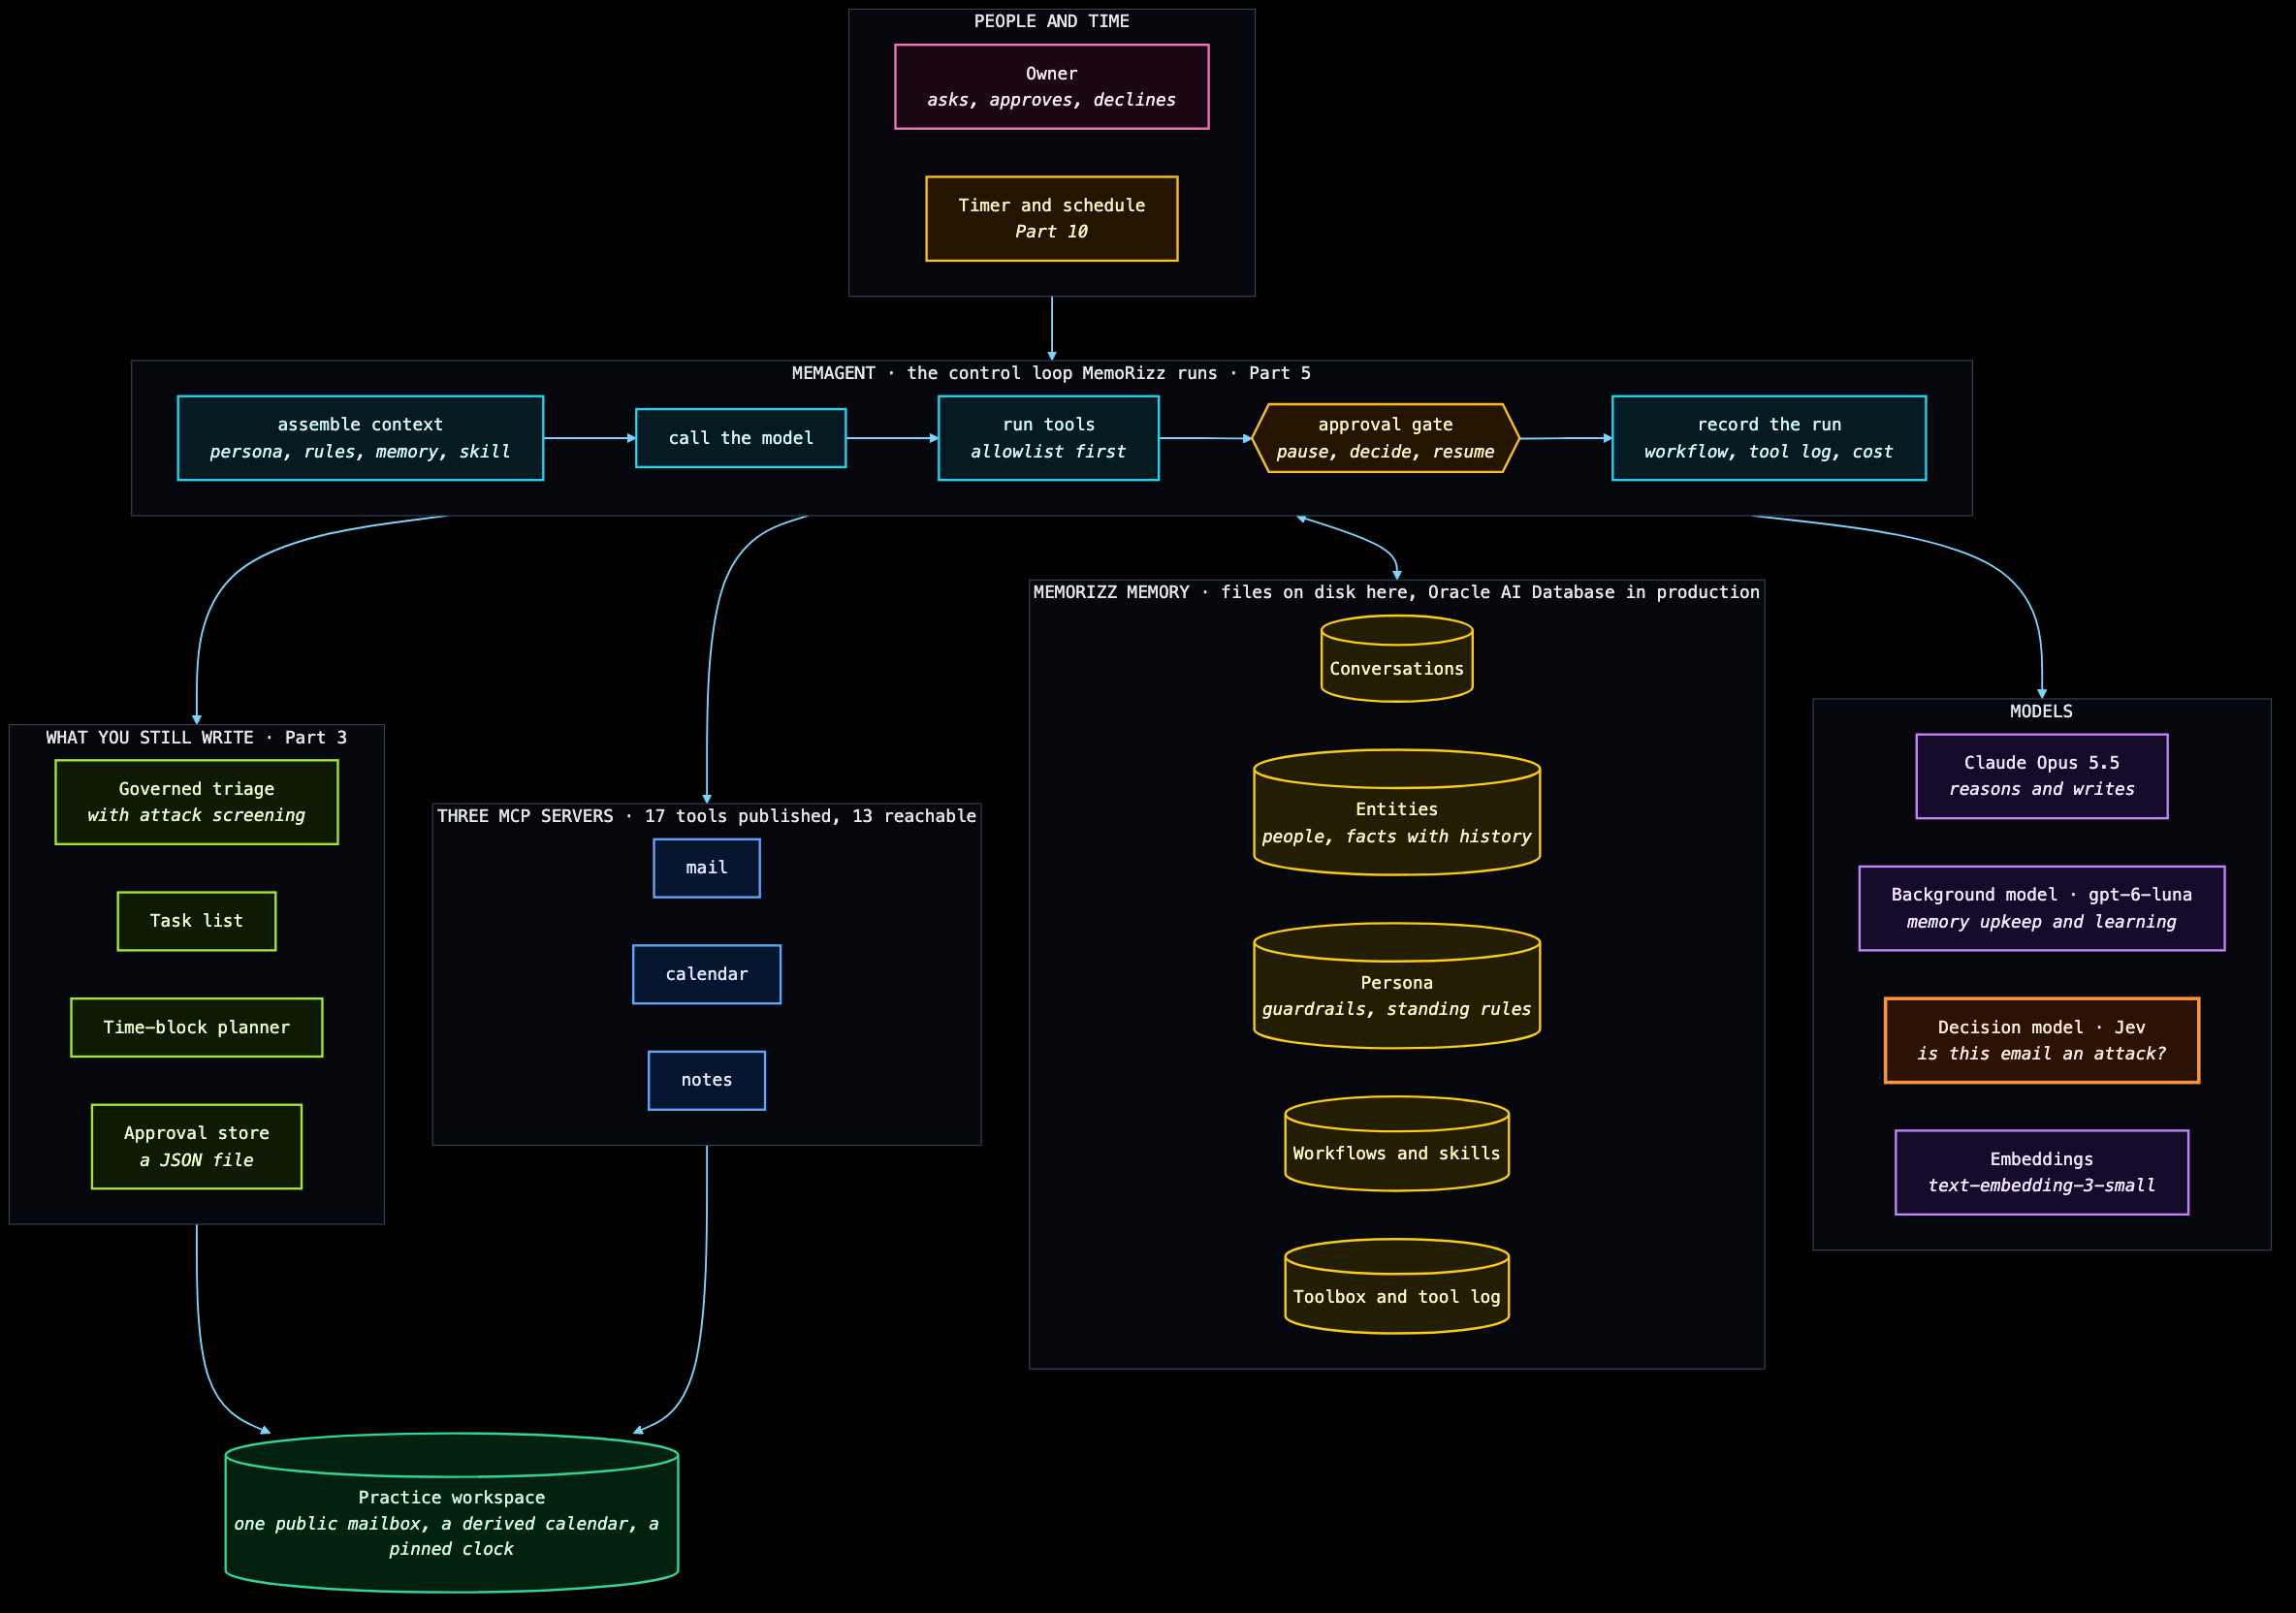 PEOPLE AND TIME
Owner
asks, approves, declines
Timer and schedule
Part 10
MEMAGENT · the control loop MemoRizz runs · Part 5
assemble context
persona, rules, memory, skill
call the model
run tools
allowlist first
approval gate
pause, decide, resume
record the run
workflow, tool log, cost
WHAT YOU STILL WRITE · Part 3
Governed triage
with attack screening
Task list
Time-block planner
Approval store
a JSON file
THREE MCP SERVERS · 17 tools published, 13 reachable
mail
calendar
notes
MEMORIZZ MEMORY · files on disk here, Oracle AI Database in production
Conversations
Entities
people, facts with history
Persona
guardrails, standing rules
Workflows and skills
Toolbox and tool log
MODELS
Claude Opus 5.5
reasons and writes
Background model · gpt-6-luna
memory upkeep and learning
Decision model · Jev
is this email an attack?
Embeddings
text-embedding-3-small
Practice workspace
one public mailbox, a derived calendar, a
pinned clock